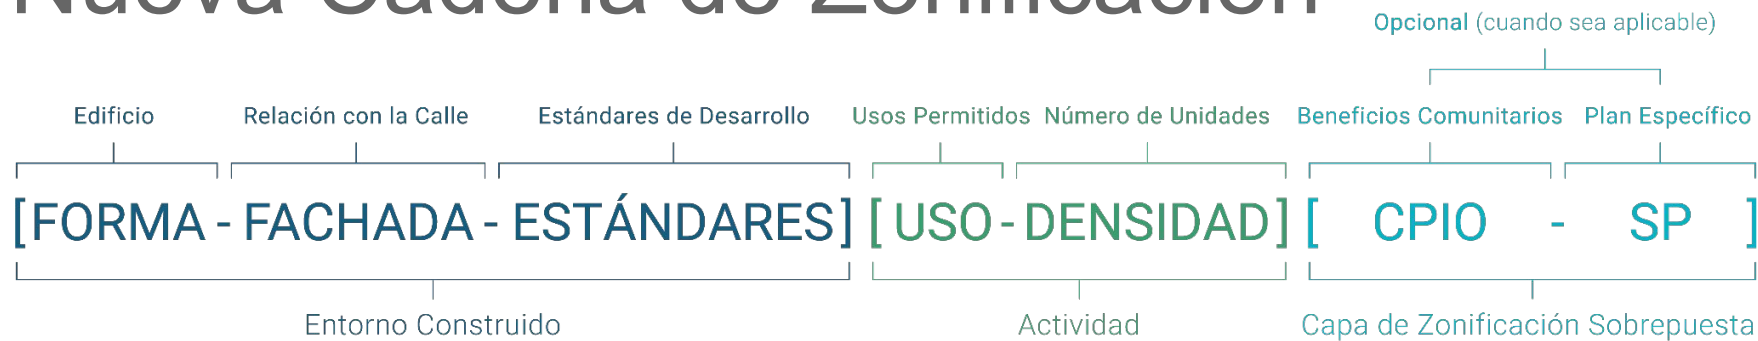 Nueva Cadena de Zonificación
Opcional (cuando sea aplicable)
Edificio Relación con la Calle Estándares de Desarrollo Usos Permitidos Número de Unidades Beneficios Comunitarios Plan Específico
[FORMA - FACHADA - ESTÁNDARES] [USO - DENSIDAD] [ CPIO - SP ]
Entorno Construido Actividad Capa de Zonificación Sobrepuesta